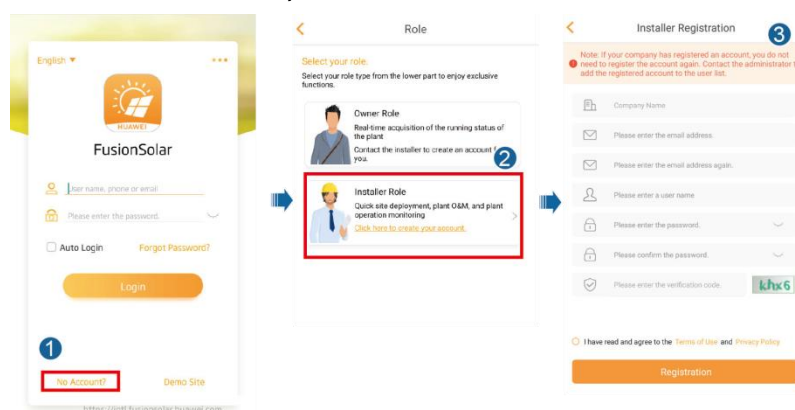 English ▼
HUAWEI
FusionSolar
User name, phone or email
Please enter the password.
Auto Login Forgot Password?
Login
1
No Account? Demo Site
Role
Select your role.
Select your role type from the lower part to enjoy exclusive
functions.
Owner Role
Real-time acquisition of the running status of
the plant
Contact the installer to create an account
you.
2
Installer Role
Quick site deployment, plant O&M, and plant
operation monitoring
Click here to create your account.
Installer Registration
3
Note: If your company has registered an account, you do not
need to register the account again. Contact the administrator
add the registered account to the user list.
Company Name
Please enter the email address.
Please enter the email address again.
Please enter a user name
Please enter the password.
Please confirm the password.
Please enter the verification code.
khx6
I have read and agree to the Terms of Use and Privacy Policy
Registration